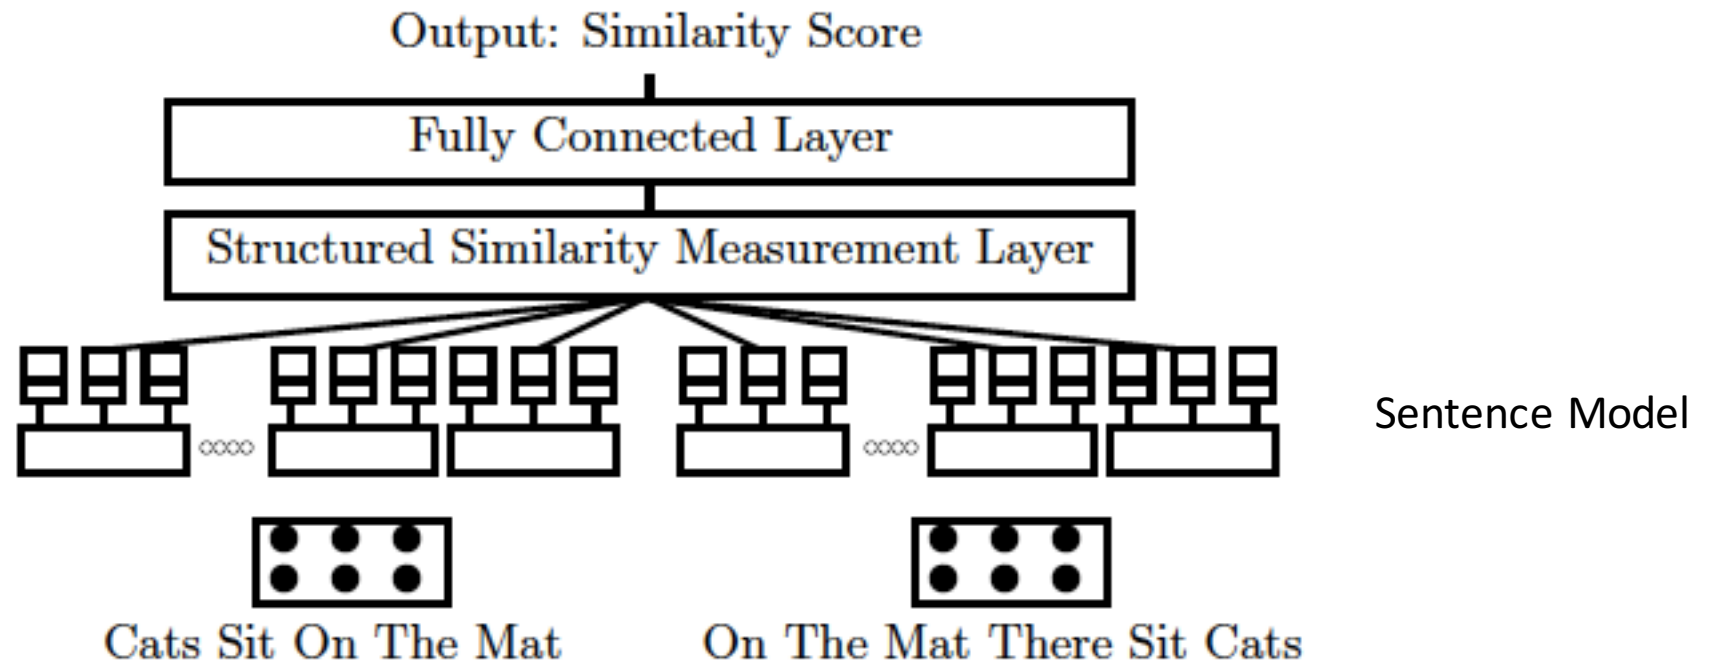 Output: Similarity Score
Fully Connected Layer
Structured Similarity Measurement Layer
Sentence Model
Cats Sit On The Mat
On The Mat There Sit Cats